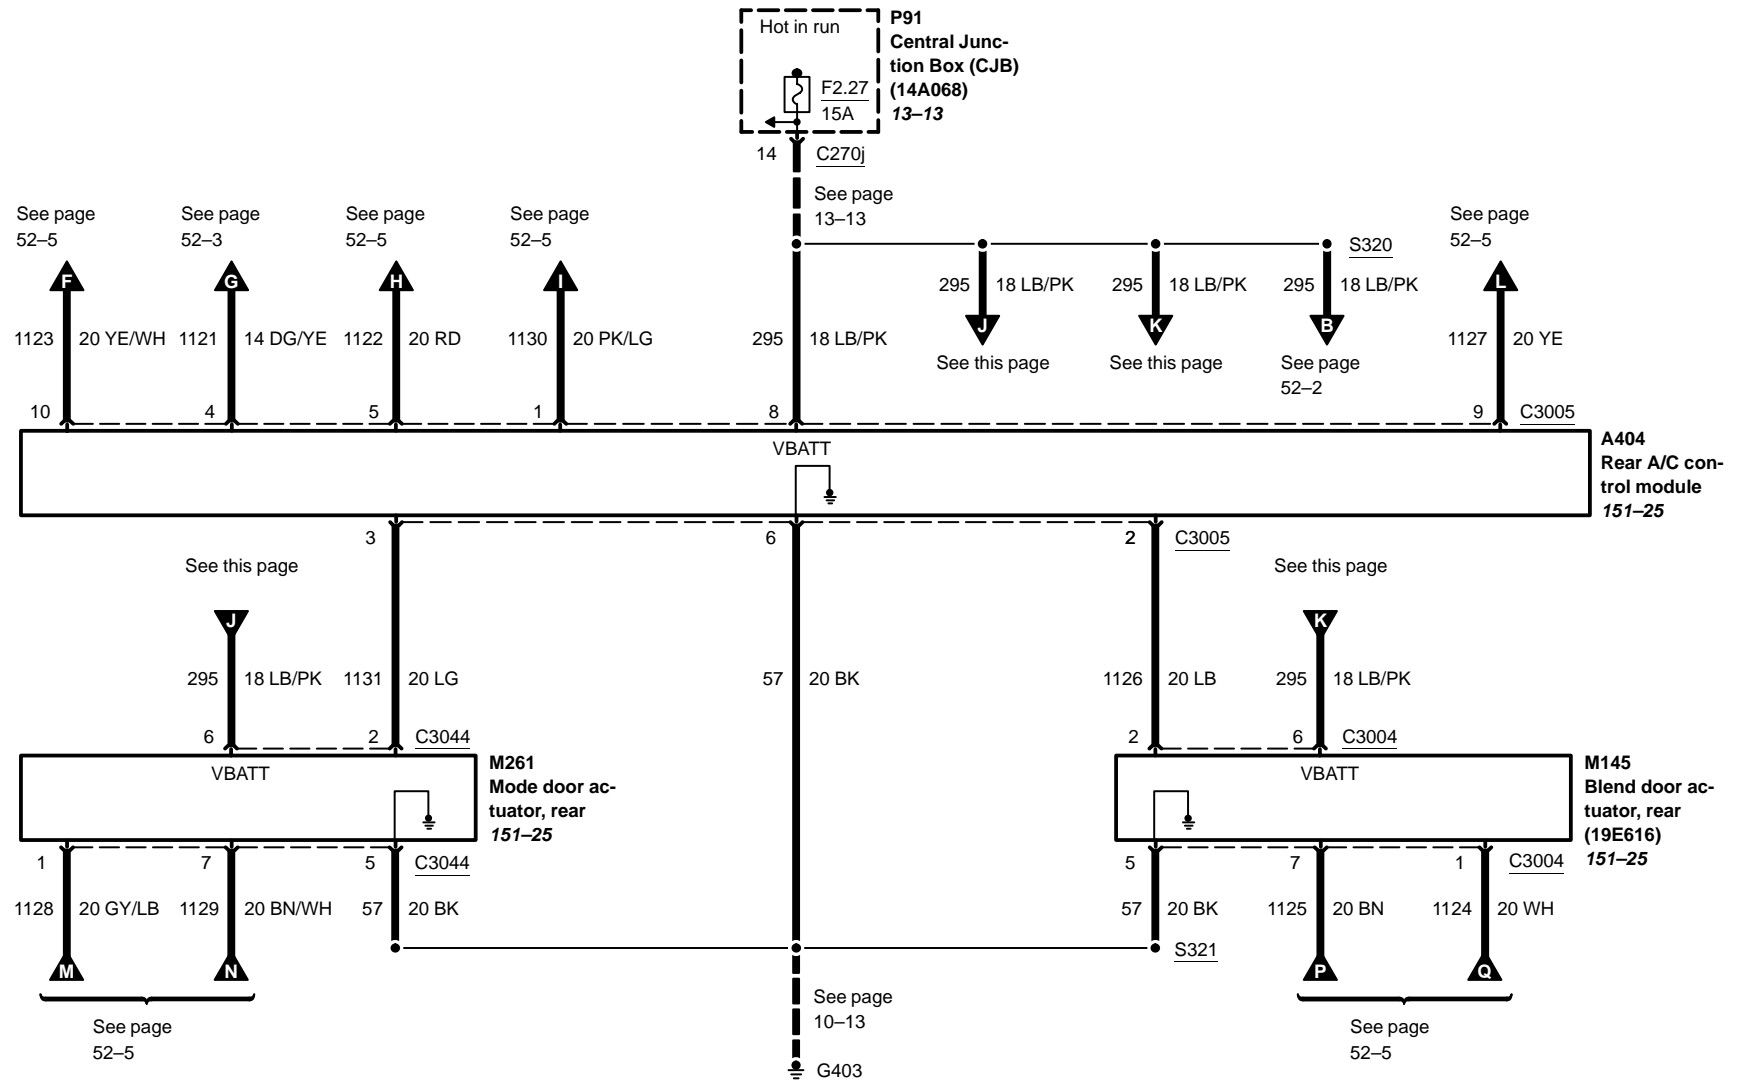 Hot in run
F2.27
15A
P91
Central Junc-
tion Box (CJB)
(14A068)
13–13
14 C270j
See page
13–13
See page
52–5
See page
52–3
See page
52–5
See page
52–5
See page
52–5
S320
F
G
H
I
L
295 18 LB/PK
295 18 LB/PK
295 18 LB/PK
J
K
B
1123 20 YE/WH
1121 14 DG/YE
1122 20 RD
1130 20 PK/LG
295 18 LB/PK
1127 20 YE
See this page
See this page
See page
52–2
10
4
5
1
8
9 C3005
VBATT
A404
Rear A/C con-
trol module
151–25
3
6
2 C3005
See this page
See this page
J
K
295 18 LB/PK
1131 20 LG
57 20 BK
1126 20 LB
295 18 LB/PK
6
2 C3044
2
6 C3004
VBATT
M261
Mode door ac-
tuator, rear
151–25
VBATT
M145
Blend door ac-
tuator, rear
(19E616)
151–25
1
7
5 C3044
5
7
1 C3004
1128 20 GY/LB
1129 20 BN/WH
57 20 BK
57 20 BK
1125 20 BN
1124 20 WH
S321
M
N
P
Q
See page
52–5
See page
10–13
See page
52–5
G403